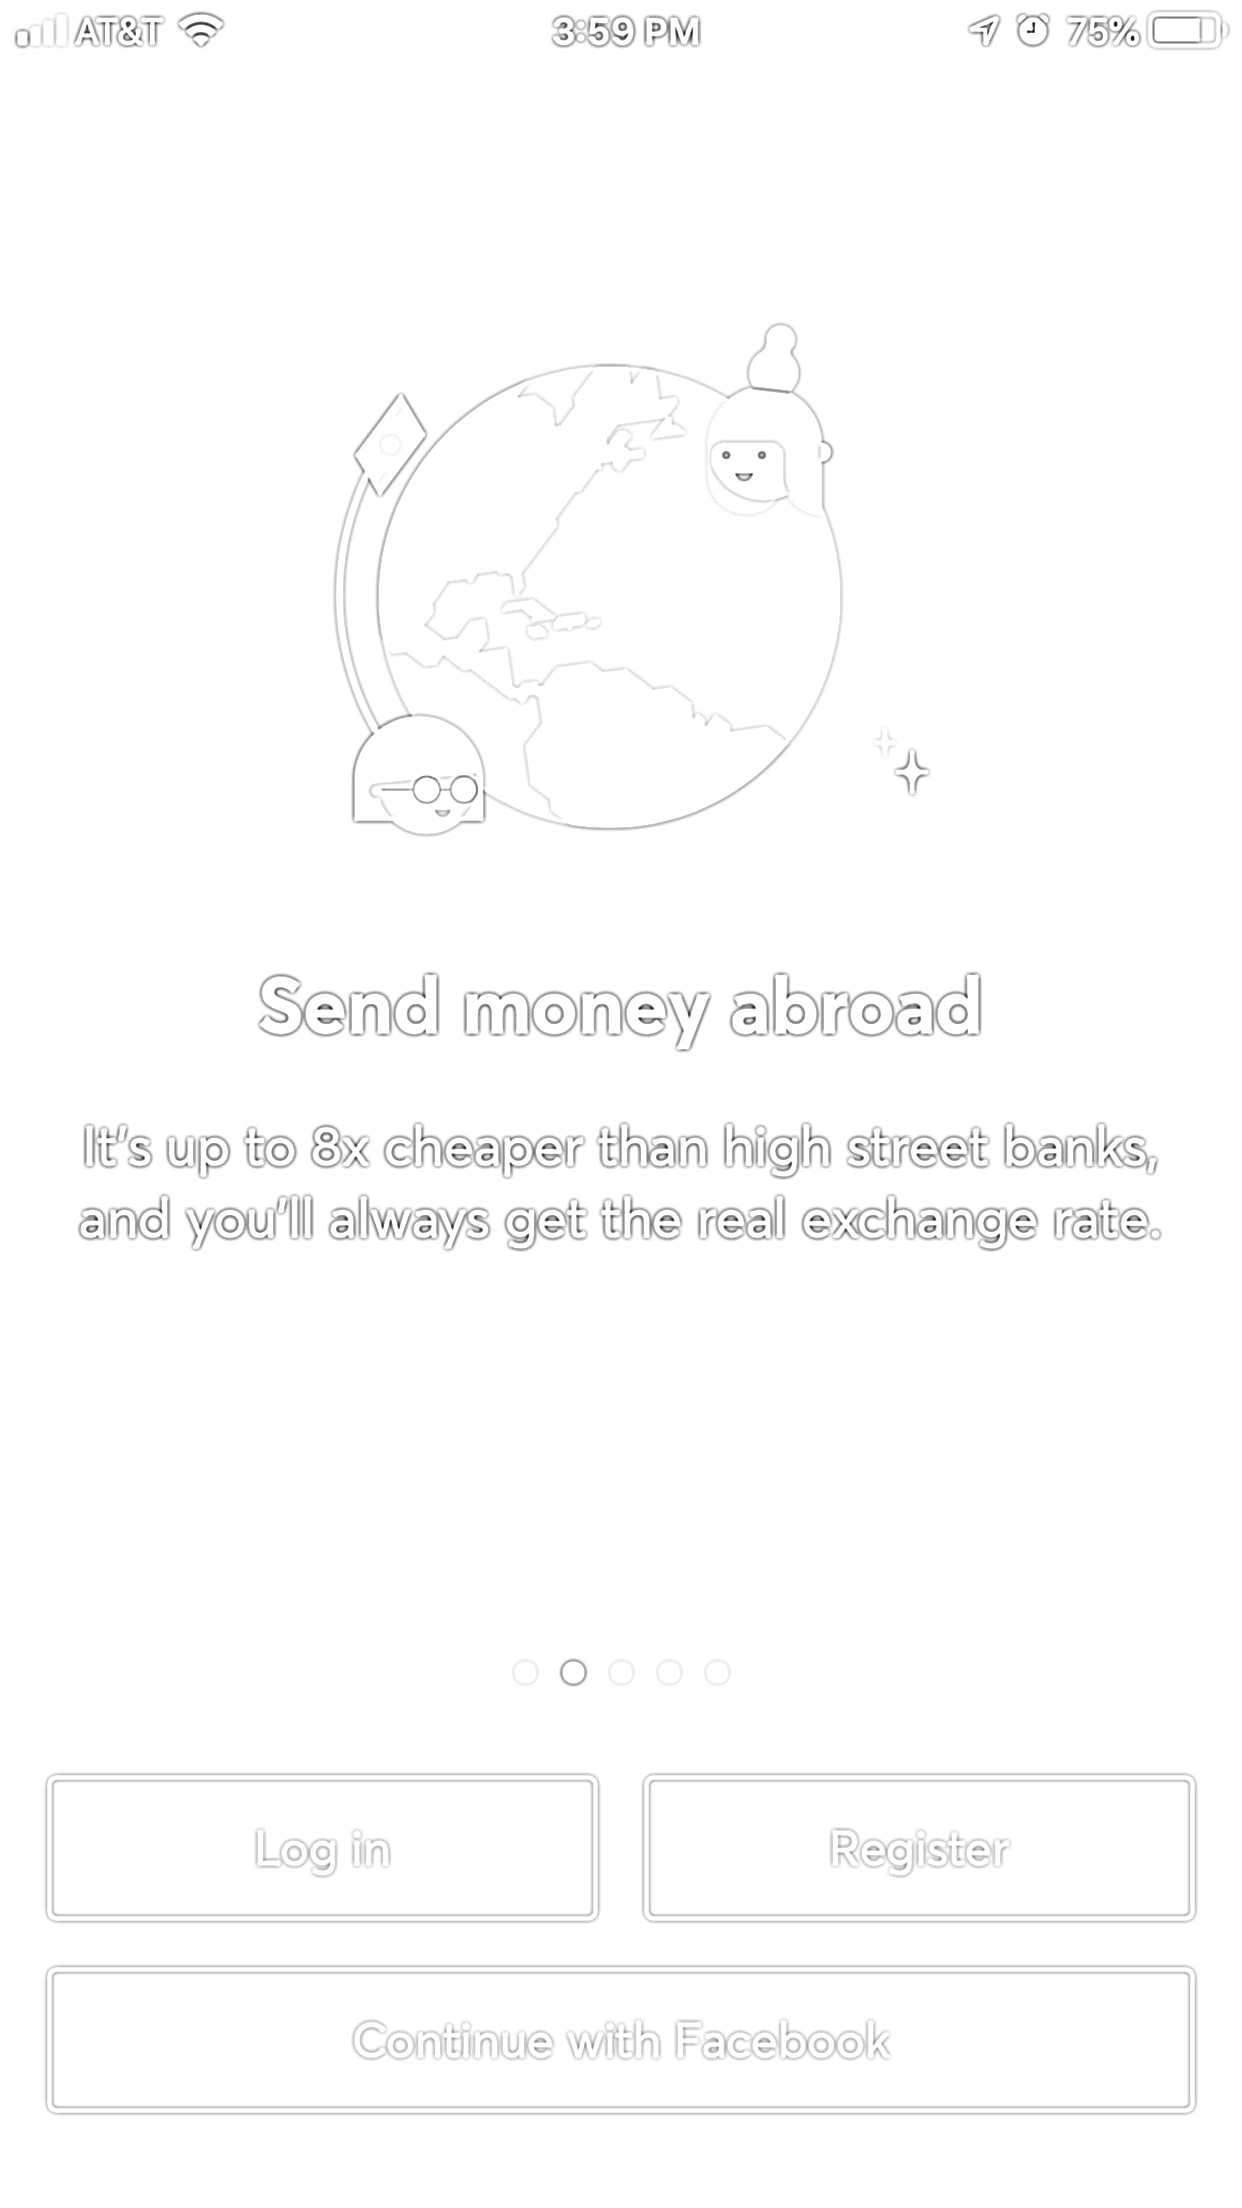 AT&T 3:59 PM 75%
Send money abroad
It's up to 8x cheaper than high street banks,
and you'll always get the real exchange rate.
Log in Register
Continue with Facebook